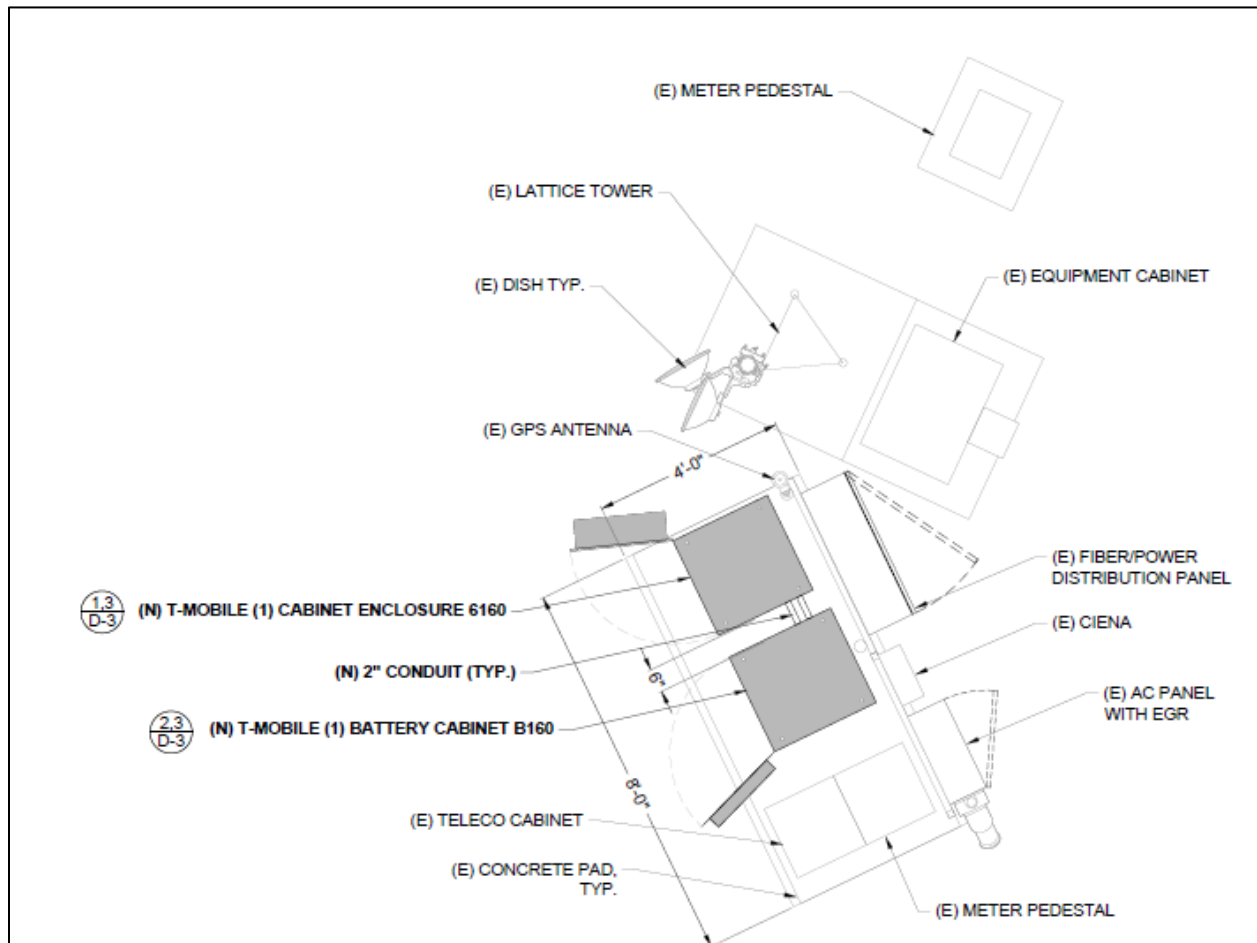 (E) METER PEDESTAL
(E) LATTICE TOWER
(E) DISH TYP.
(E) EQUIPMENT CABINET
(E) GPS ANTENNA
4'-0"
(E) FIBER/POWER
DISTRIBUTION PANEL
1,3
D-3
(N) T-MOBILE (1) CABINET ENCLOSURE 6160
(E) CIENA
(N) 2" CONDUIT (TYP.)
6"
(E) AC PANEL
WITH EGR
2,3
D-3
(N) T-MOBILE (1) BATTERY CABINET B160
8'-0"
(E) TELECO CABINET
(E) CONCRETE PAD,
TYP.
(E) METER PEDESTAL